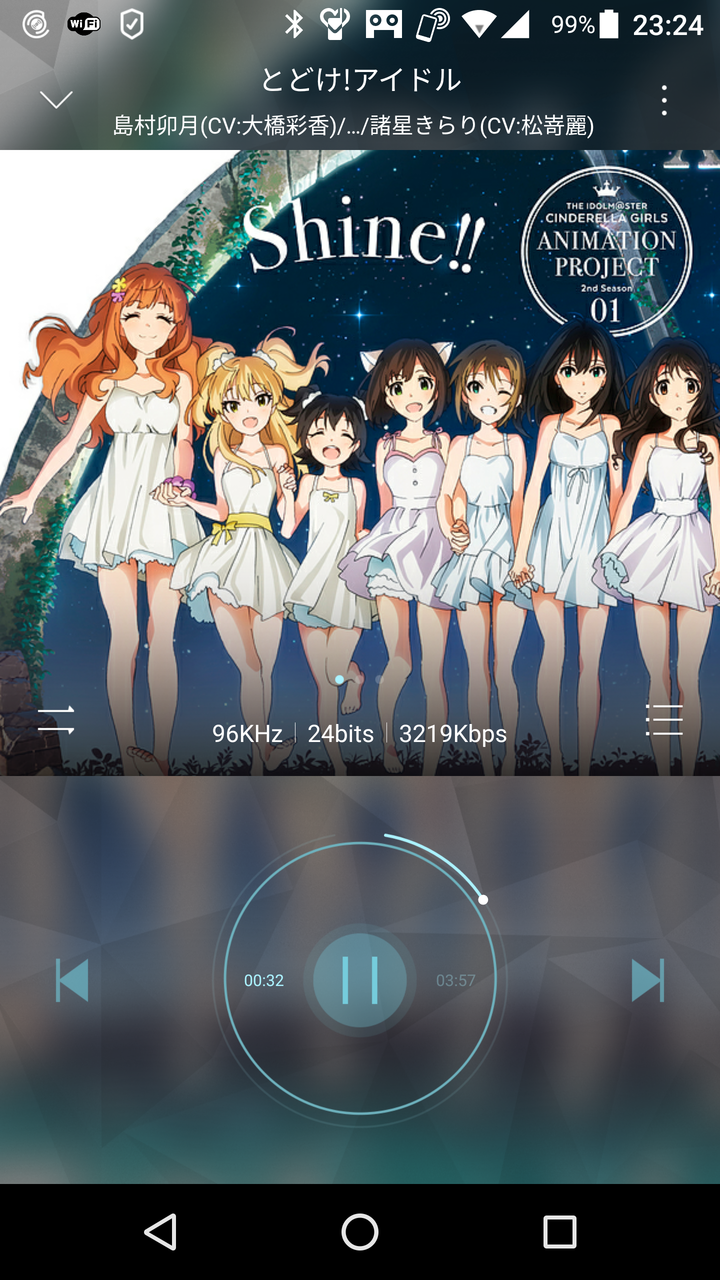 WiFi
99%
23:24
とどけ!アイドル
島村卯月(CV:大橋彩香)/.../諸星きらり(CV:松嵜麗)
Shine!!
THE IDOLM@STER
CINDERELLA GIRLS
ANIMATION
PROJECT
2nd Season
01
96KHz | 24bits | 3219Kbps
00:32
03:57